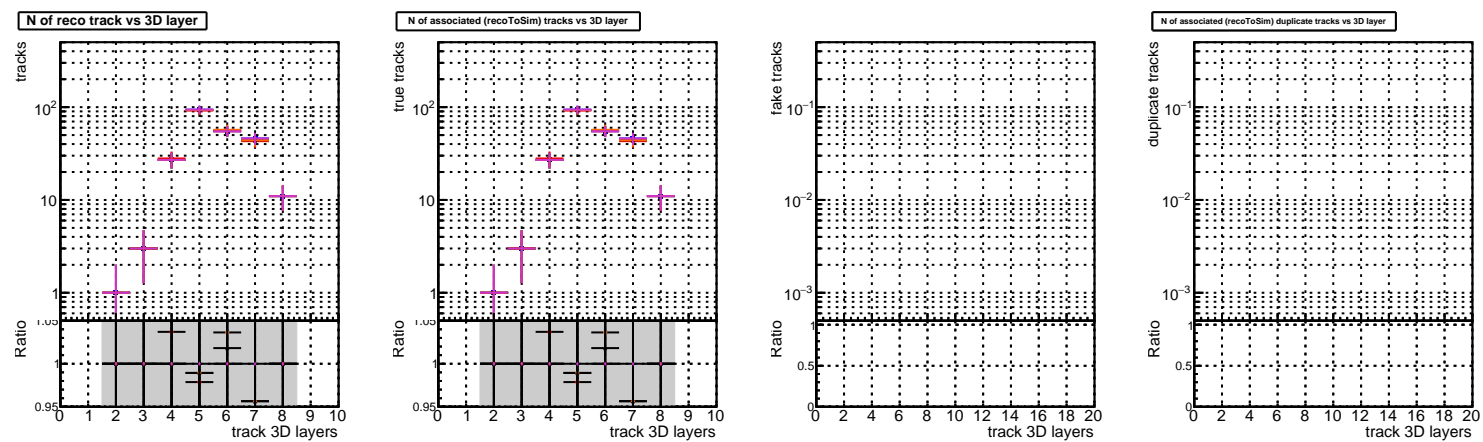 N of reco track vs 3D layer
tracks
10²
10
1
Ratio
1.05
1
0.95
0 1 2 3 4 5 6 7 8 9 10
track 3D layers
N of associated (recoToSim) tracks vs 3D layer
true tracks
10²
10
1
Ratio
1.05
1
0.95
0 1 2 3 4 5 6 7 8 9 10
track 3D layers
fake tracks
10⁻¹
10⁻²
10⁻³
Ratio
1
0.5
0
0 2 4 6 8 10 12 14 16 18 20
track 3D layers
N of associated (recoToSim) duplicate tracks vs 3D layer
duplicate tracks
10⁻¹
10⁻²
10⁻³
Ratio
1
0.5
0
0 2 4 6 8 10 12 14 16 18 20
track 3D layers